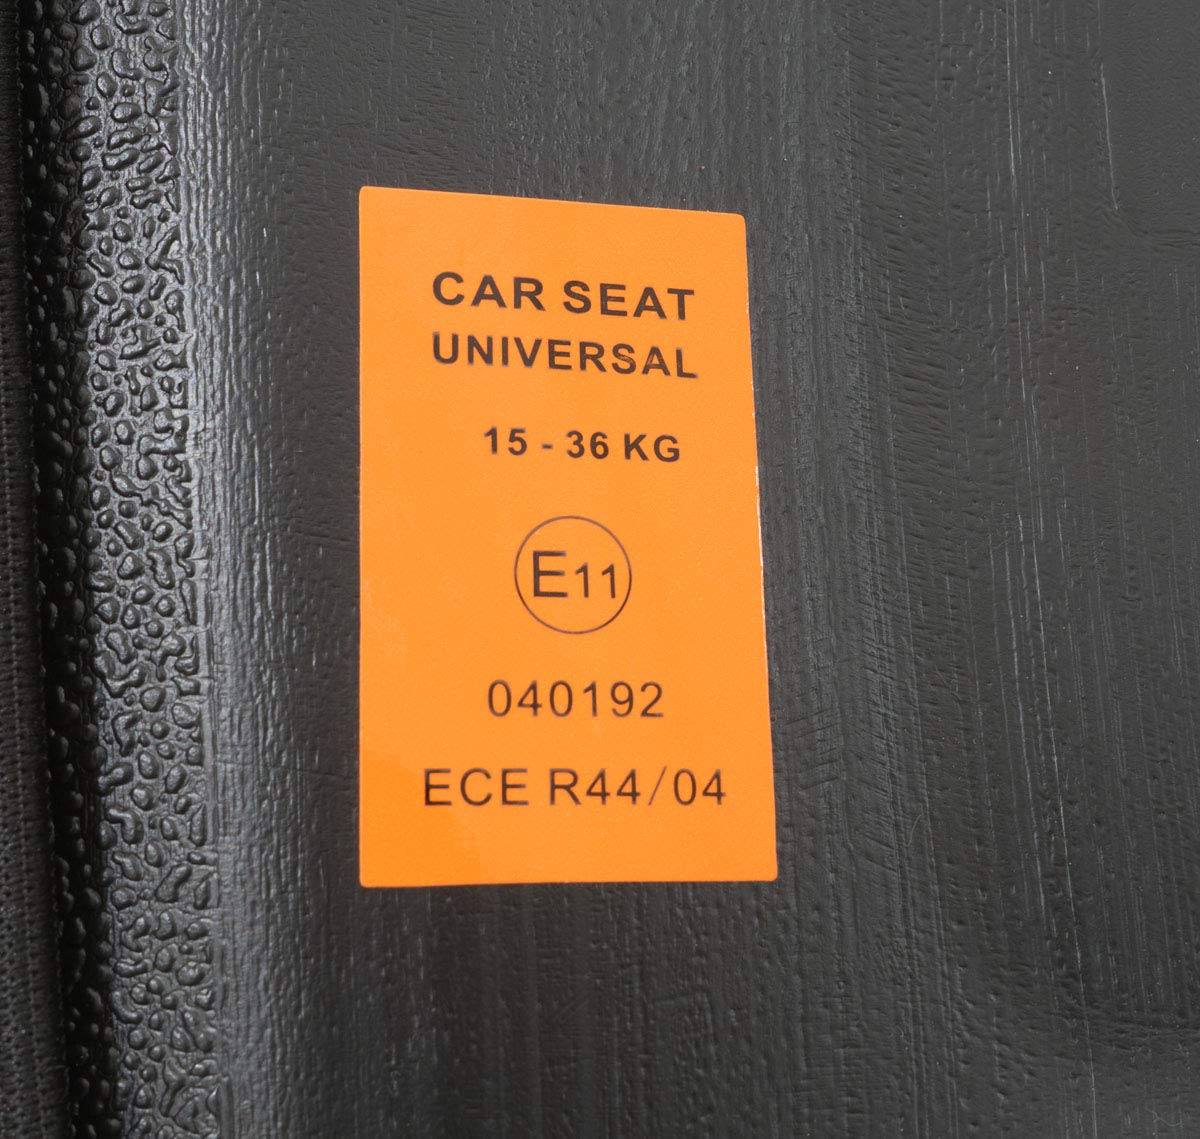 CAR SEAT
UNIVERSAL
15 - 36 KG
E11
040192
ECE R44/04